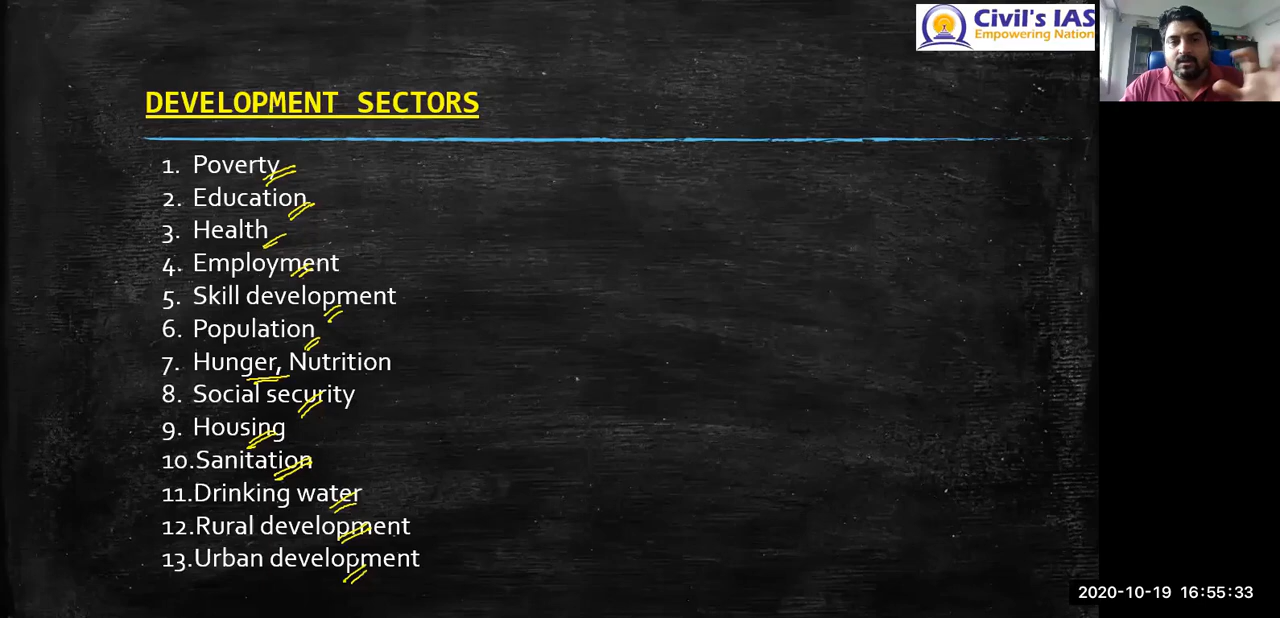 Civil's IAS
Empowering Nation
DEVELOPMENT SECTORS
1. Poverty
2. Education
3. Health
4. Employment
5. Skill development
6. Population
7. Hunger, Nutrition
8. Social security
9. Housing
10.Sanitation
11.Drinking water
12.Rural development
13.Urban development
2020-10-19 16:55:33